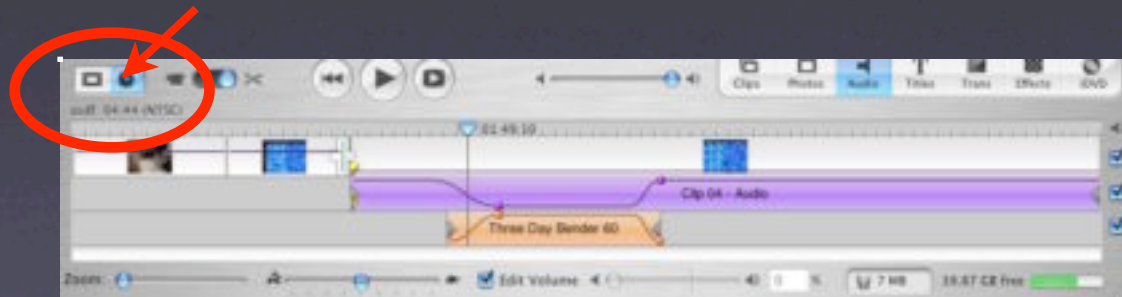 Clips Photos Audio Titles Trans Effects iDVD
01:49:10
Clip 04 - Audio
Three Day Bender 60
Zoom:
Edit Volume
%
7 MB
19.67 GB free